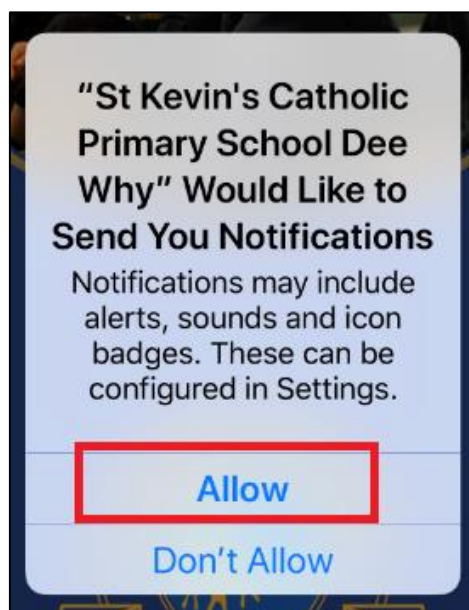 “St Kevin's Catholic
Primary School Dee
Why” Would Like to
Send You Notifications
Notifications may include
alerts, sounds and icon
badges. These can be
configured in Settings.
Allow
Don’t Allow